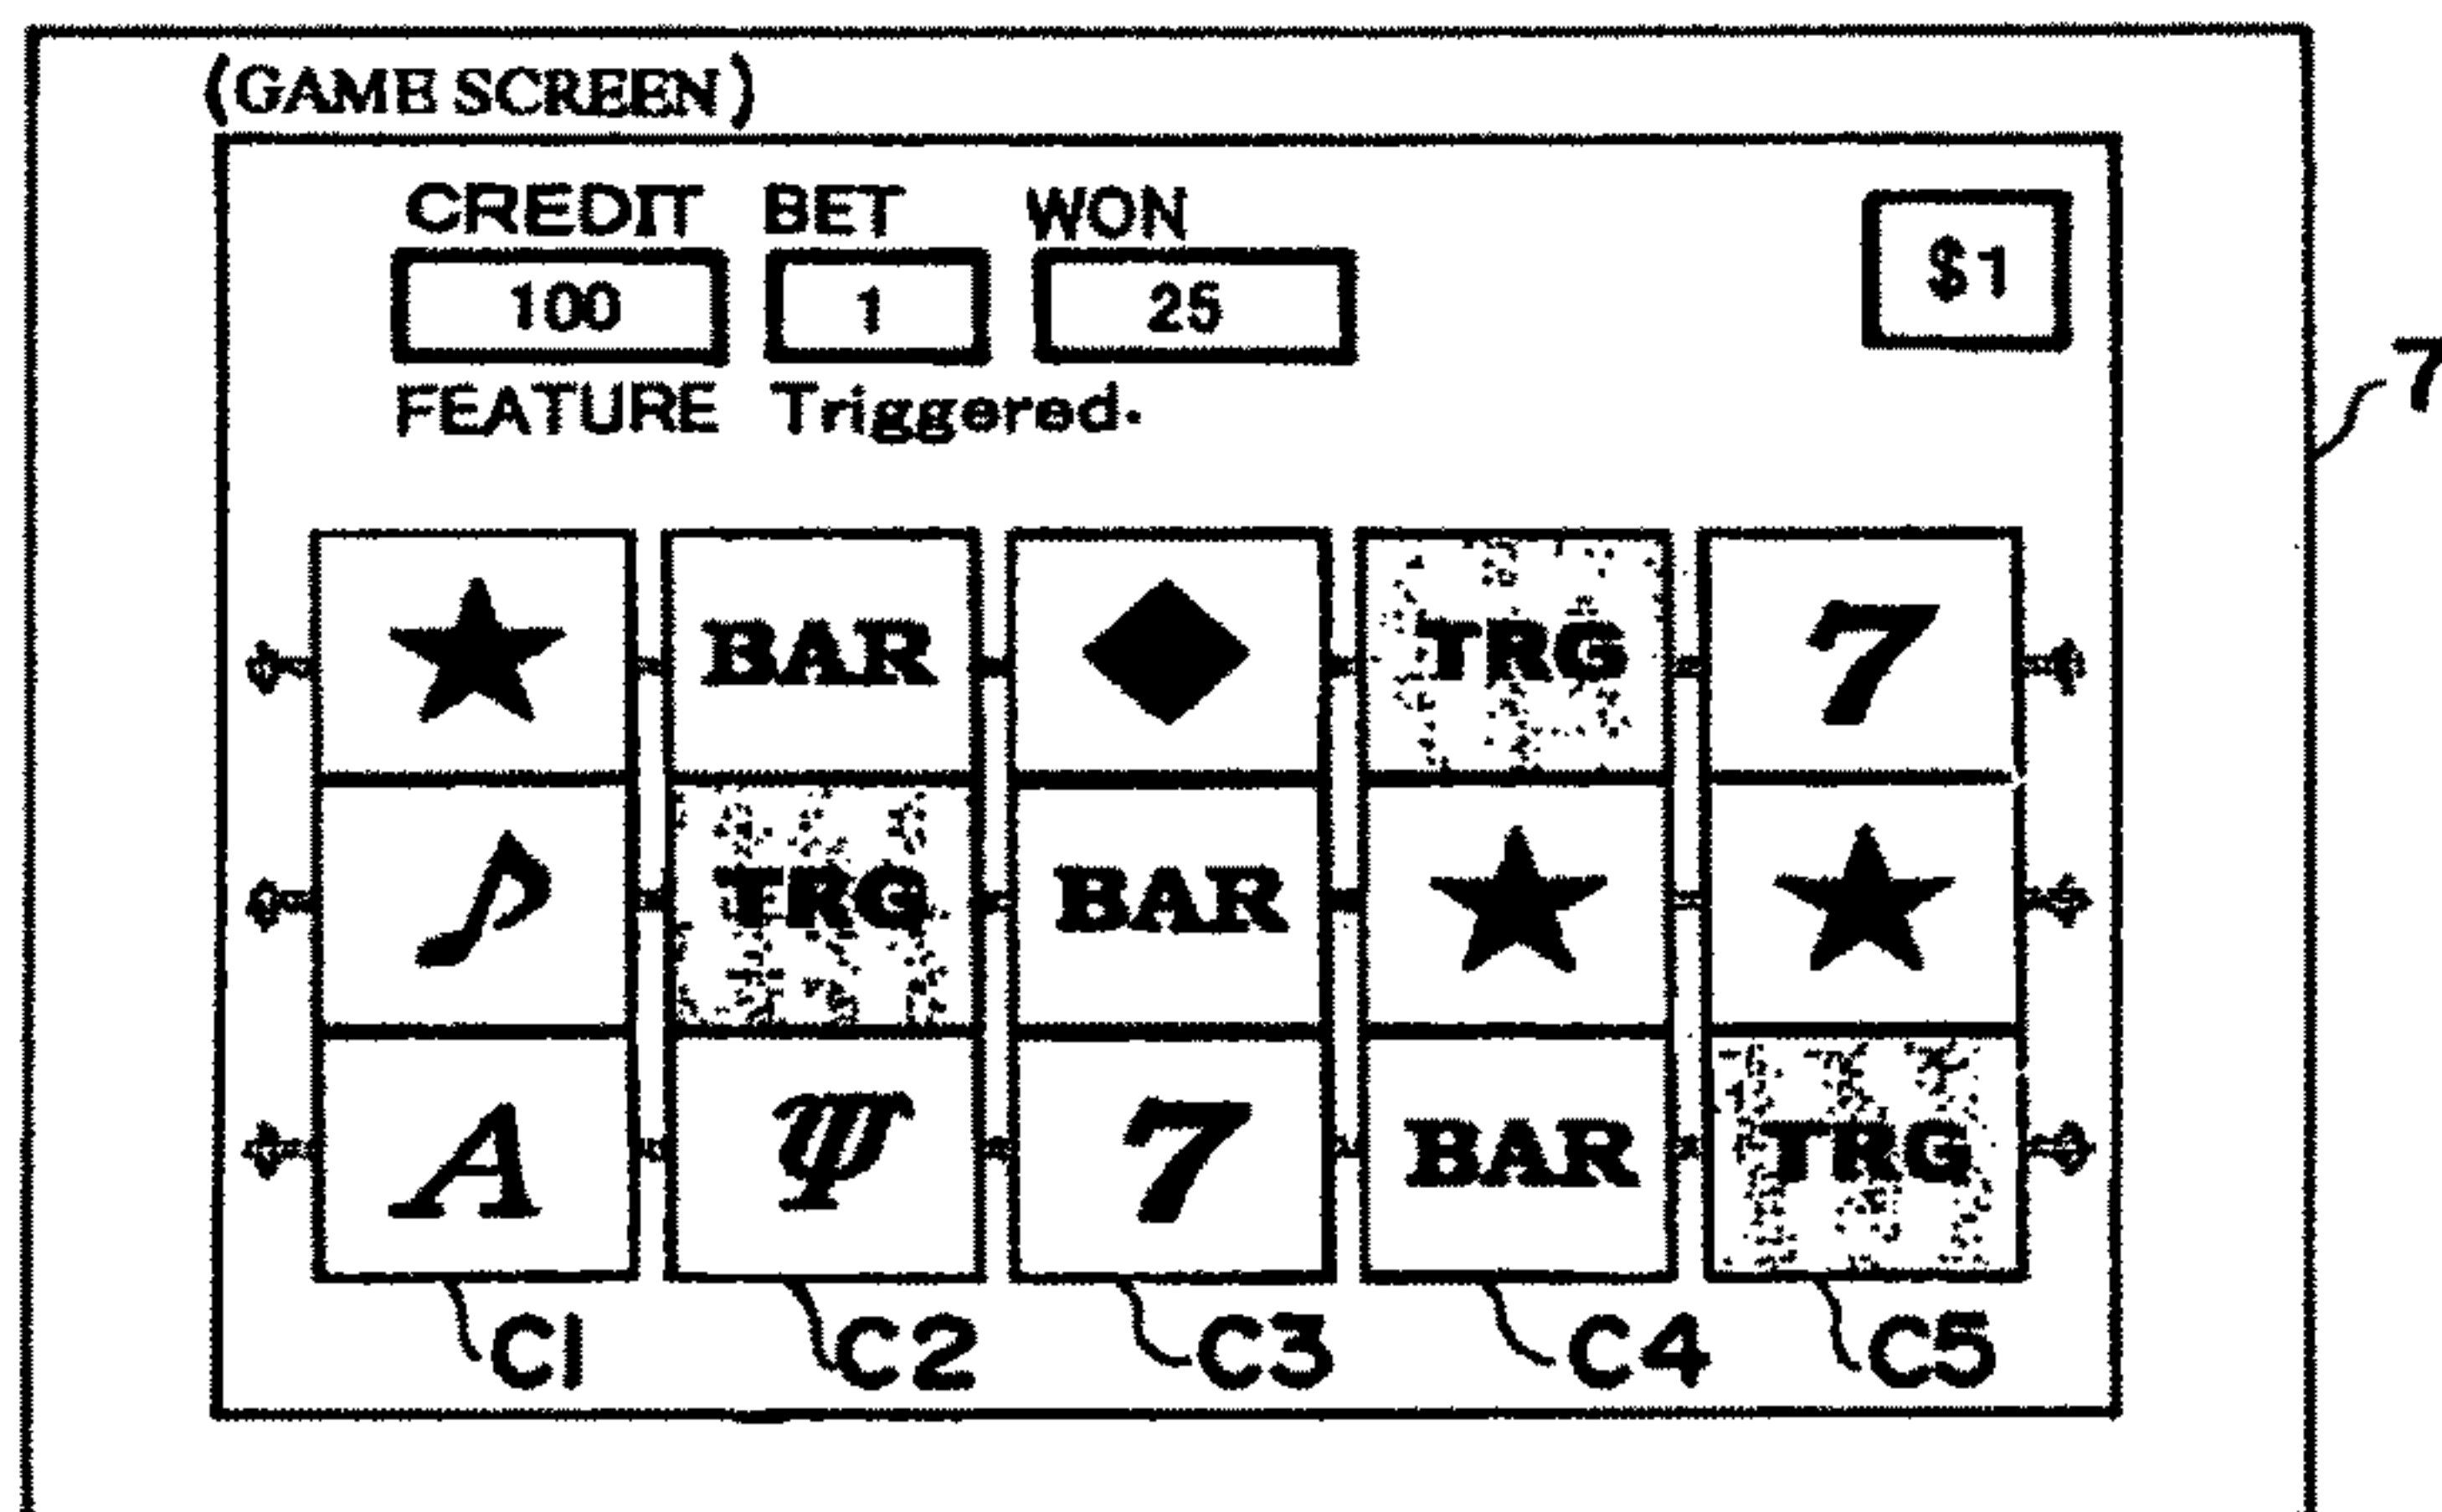 (GAME SCREEN)
CREDIT BET WON
100 1 25 $1
FEATURE Triggered.
7
BAR TRG 7
TRG BAR
A Ψ 7 BAR TRG
C1 C2 C3 C4 C5